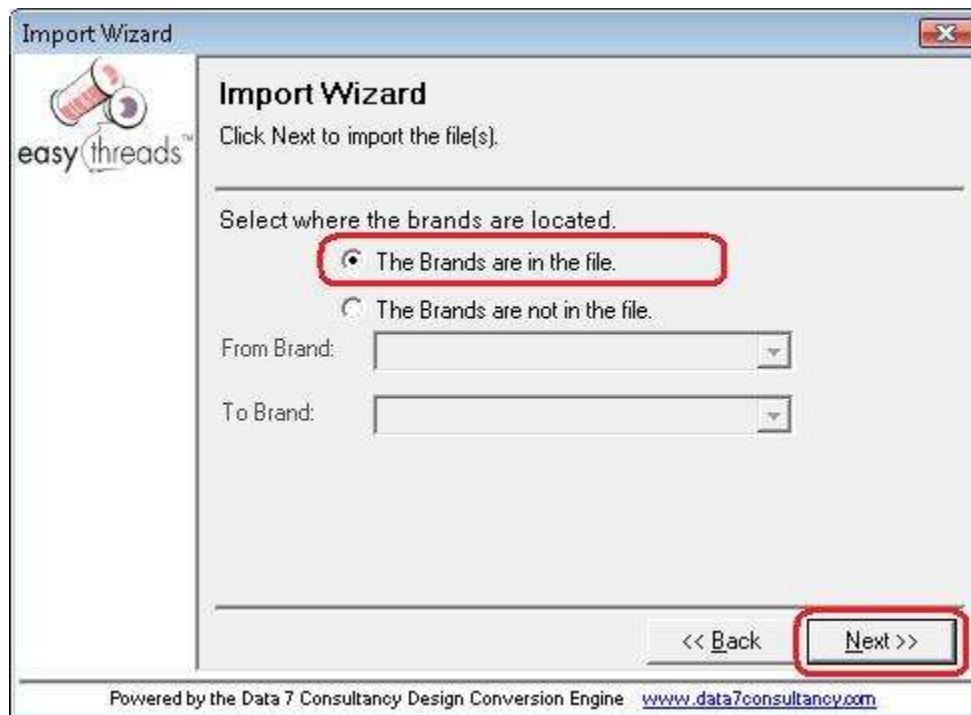 Import Wizard
easy threads™
Import Wizard
Click Next to import the file(s).
Select where the brands are located.
The Brands are in the file.
The Brands are not in the file.
From Brand:
To Brand:
<< Back
Next >>
Powered by the Data 7 Consultancy Design Conversion Engine www.data7consultancy.com